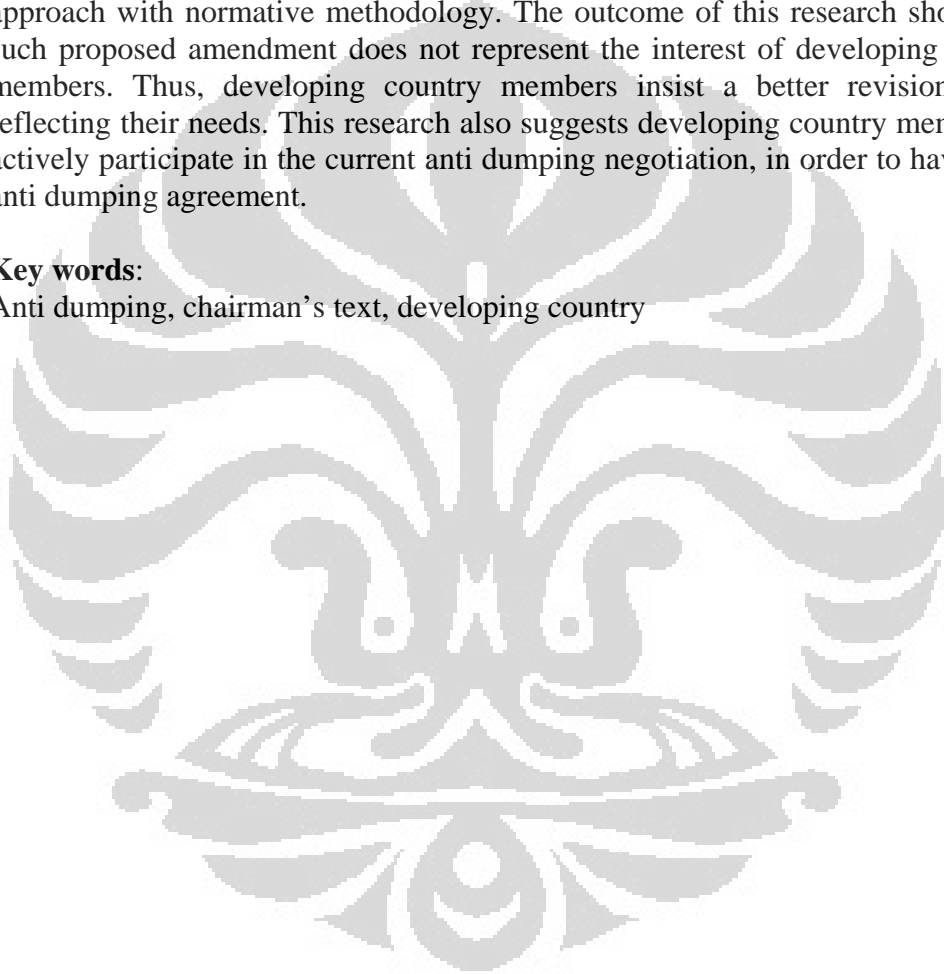 approach with normative methodology. The outcome of this research sho
uch proposed amendment does not represent the interest of developing
members. Thus, developing country members insist a better revision
reflecting their needs. This research also suggests developing country mem
actively participate in the current anti dumping negotiation, in order to hav
anti dumping agreement.
Key words:
Anti dumping, chairman's text, developing country